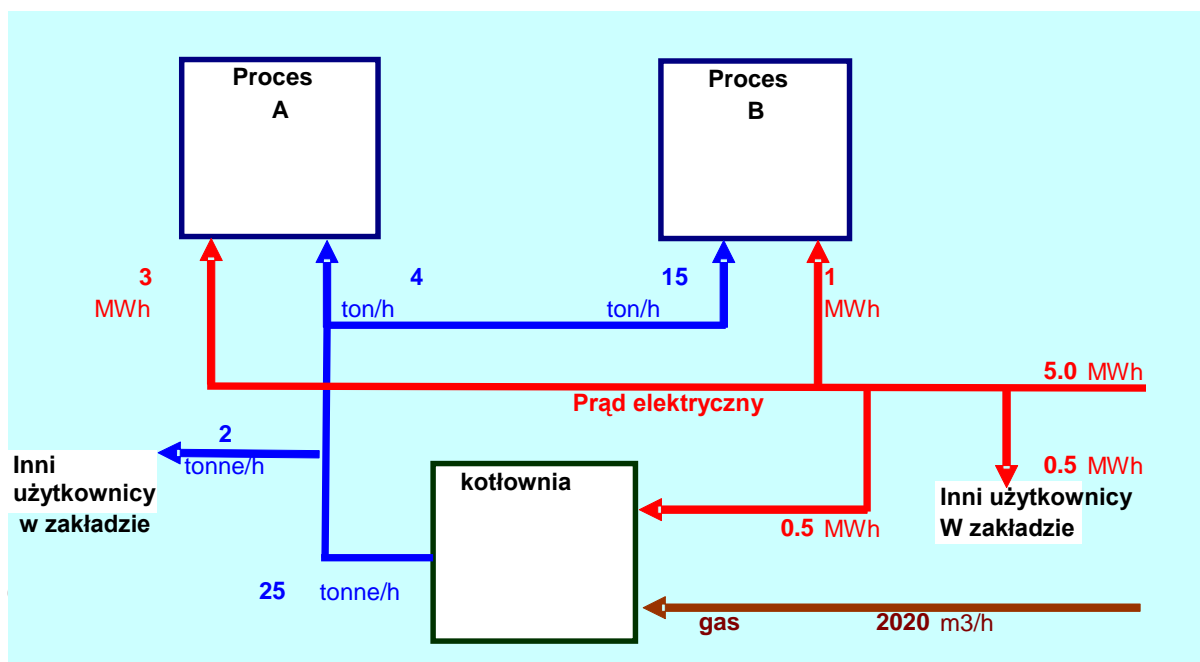 Proces
A
Proces
B
3
MWh
4
ton/h
15
ton/h
1
MWh
5.0 MWh
Prąd elektryczny
2
tonne/h
Inni
użytkownicy
w zakładzie
kotłownia
0.5 MWh
Inni użytkownicy
W zakładzie
0.5 MWh
25 tonne/h
gas 2020 m3/h